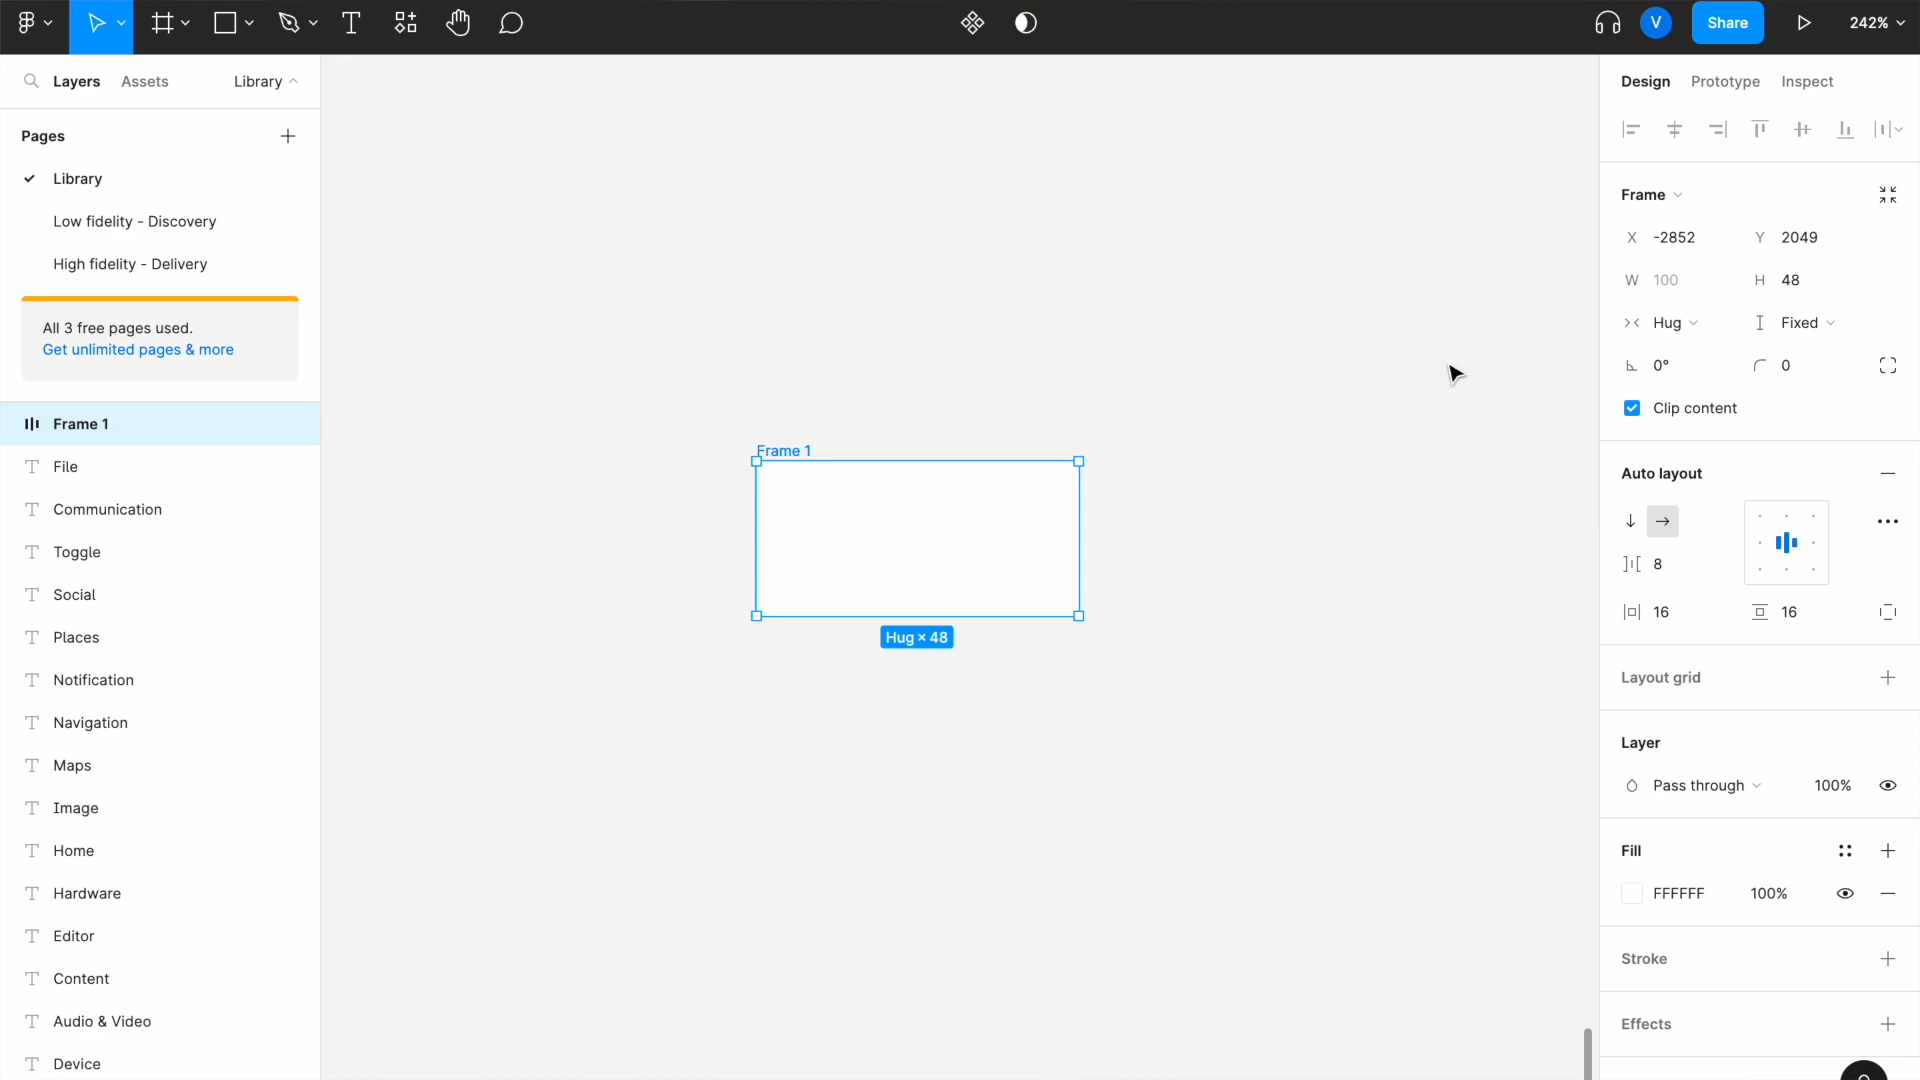 V
Share
242%
Layers
Assets
Library
Design
Prototype
Inspect
Pages
Library
Low fidelity - Discovery
High fidelity - Delivery
All 3 free pages used.
Get unlimited pages & more
Frame 1
File
Communication
Toggle
Social
Places
Notification
Navigation
Maps
Image
Home
Hardware
Editor
Content
Audio & Video
Device
Frame 1
Hug × 48
Frame
X -2852
Y 2049
W 100
H 48
Hug
Fixed
0°
0
Clip content
Auto layout
8
16
16
Layout grid
Layer
Pass through
100%
Fill
FFFFFF
100%
Stroke
Effects